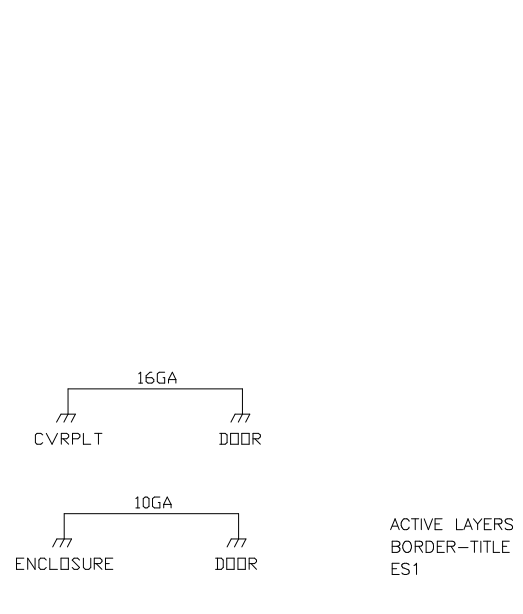 16GA
CVRPLT DOOR
10GA
ENCLOSURE DOOR
ACTIVE LAYERS
BORDER-TITLE
ES1